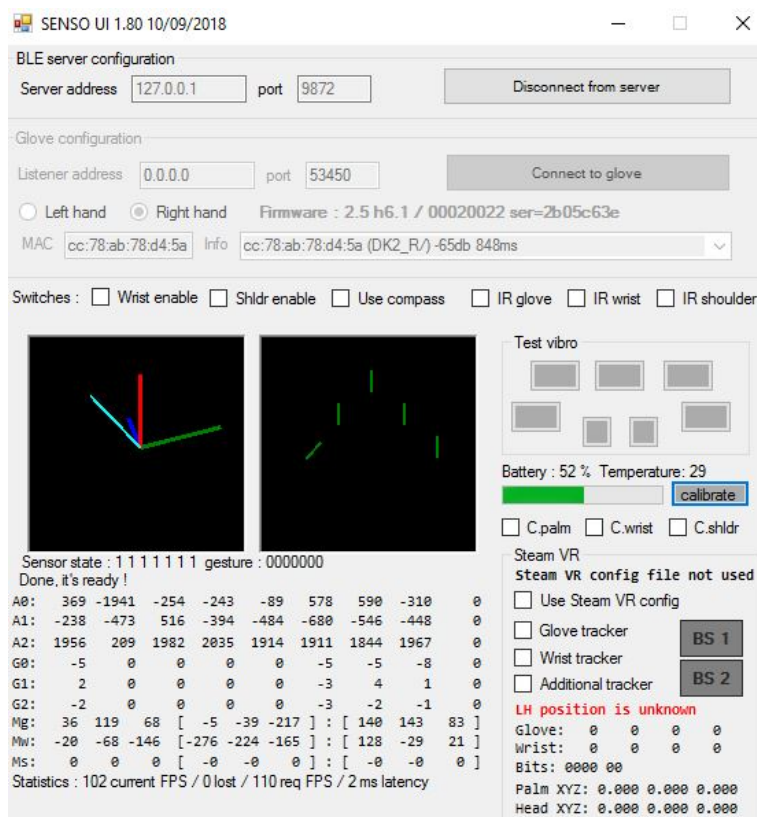 SENSO UI 1.80 10/09/2018
BLE server configuration
Server address 127.0.0.1 port 9872 Disconnect from server
Glove configuration
Listener address 0.0.0.0 port 53450 Connect to glove
Left hand Right hand Firmware : 2.5 h6.1 / 00020022 ser=2b05c63e
MAC cc:78:ab:78:d4:5a Info cc:78:ab:78:d4:5a (DK2_R/) -65db 848ms
Switches : Wrist enable Shldr enable Use compass IR glove IR wrist IR shoulder
Test vibro
Battery : 52 % Temperature: 29
calibrate
C.palm C.wrist C.shldr
Sensor state : 1 1 1 1 1 1 1 gesture : 0000000
Done, it's ready !
A0: 369 -1941 -254 -243 -89 578 590 -310 0
A1: -238 -473 516 -394 -484 -680 -546 -448 0
A2: 1956 209 1982 2035 1914 1911 1844 1967 0
G0: -5 0 0 0 0 -5 -5 -8 0
G1: 2 0 0 0 0 -3 4 1 0
G2: -2 0 0 0 0 -3 -2 -1 0
Mg: 36 119 68 [ -5 -39 -217 ] : [ 140 143 83 ]
Mw: -20 -68 -146 [-276 -224 -165 ] : [ 128 -29 21 ]
Ms: 0 0 0 [ -0 -0 0 ] : [ -0 -0 0 ]
Statistics : 102 current FPS / 0 lost / 110 req FPS / 2 ms latency
Steam VR
Steam VR config file not used
Use Steam VR config
Glove tracker BS 1
Wrist tracker
Additional tracker BS 2
LH position is unknown
Glove: 0 0 0 0
Wrist: 0 0 0 0
Bits: 0000 00
Palm XYZ: 0.000 0.000 0.000
Head XYZ: 0.000 0.000 0.000